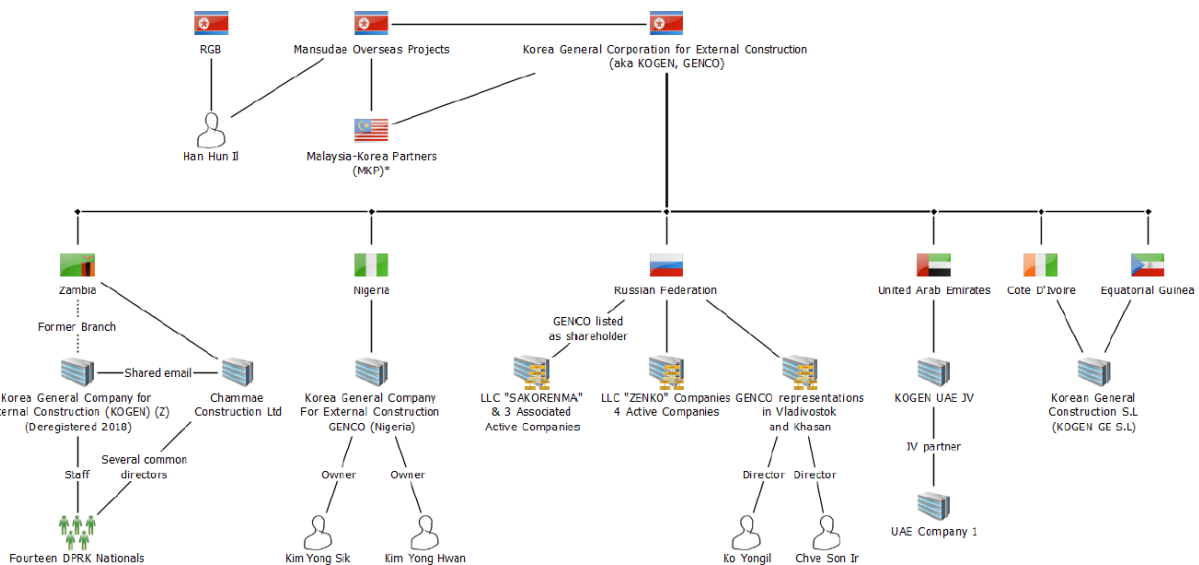 RGB
Mansudae Overseas Projects
Korea General Corporation for External Construction
(aka KOGEN, GENCO)
Han Hun Il
Malaysia-Korea Partners
(MKP)*
Zambia
Nigeria
Russian Federation
United Arab Emirates
Cote D'Ivoire
Equatorial Guinea
Former Branch
GENCO listed
as shareholder
Shared email
Korea General Company for
ternal Construction (KOGEN) (Z)
(Deregistered 2018)
Chammae
Construction Ltd
Korea General Company
For External Construction
GENCO (Nigeria)
LLC "SAKORENMA"
& 3 Associated
Active Companies
LLC "ZENKO" Companies
4 Active Companies
GENCO representations
in Vladivostok
and Khasan
KOGEN UAE JV
Korean General
Construction S.L
(KOGEN GE S.L)
Staff
Several common
directors
Owner
Owner
Director
Director
JV partner
Fourteen DPRK Nationals
Kim Yong Sik
Kim Yong Hwan
Ko Yongil
Chve Son Ir
UAE Company 1